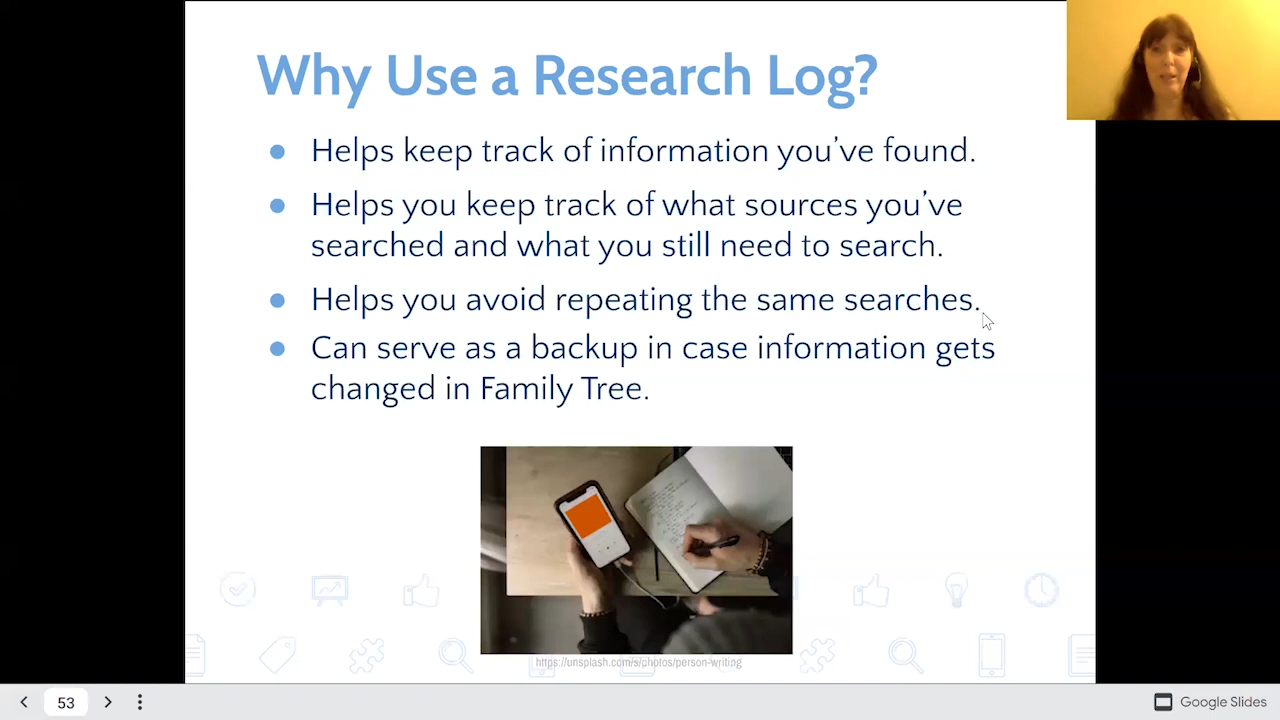 Why Use a Research Log?
● Helps keep track of information you've found.
● Helps you keep track of what sources you've
searched and what you still need to search.
● Helps you avoid repeating the same searches.
● Can serve as a backup in case information gets
changed in Family Tree.
https://unsplash.com/s/photos/person-writing
53
Google Slides